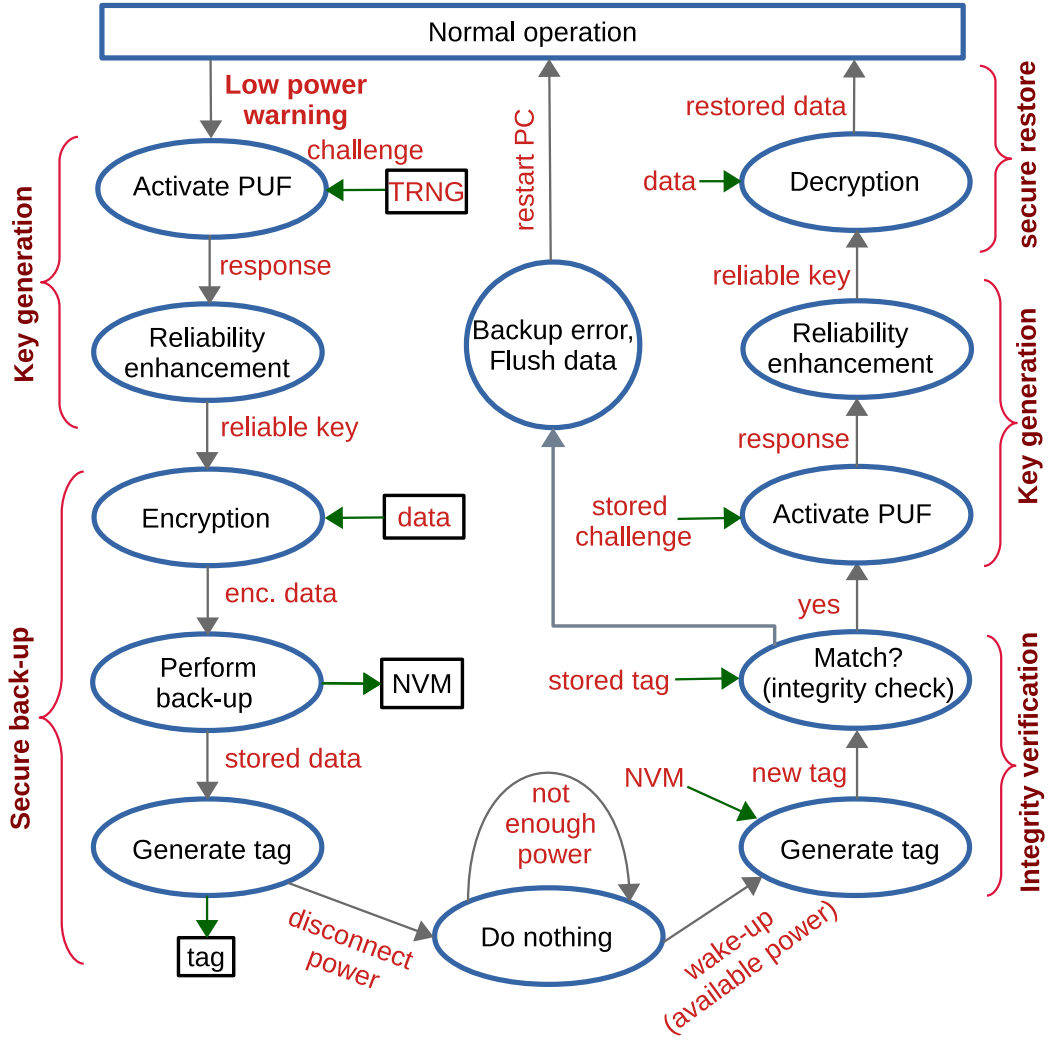 Normal operation
Low power
warning
challenge
Activate PUF
TRNG
response
Reliability
enhancement
reliable key
Key generation
Encryption
data
enc. data
Perform
back-up
NVM
stored data
Generate tag
tag
Secure back-up
disconnect
power
not
enough
power
Do nothing
wake-up
(available power)
restart PC
Backup error,
Flush data
NVM
Generate tag
new tag
stored tag
Match?
(integrity check)
Integrity verification
yes
stored
challenge
Activate PUF
response
Reliability
enhancement
Key generation
reliable key
data
Decryption
restored data
secure restore